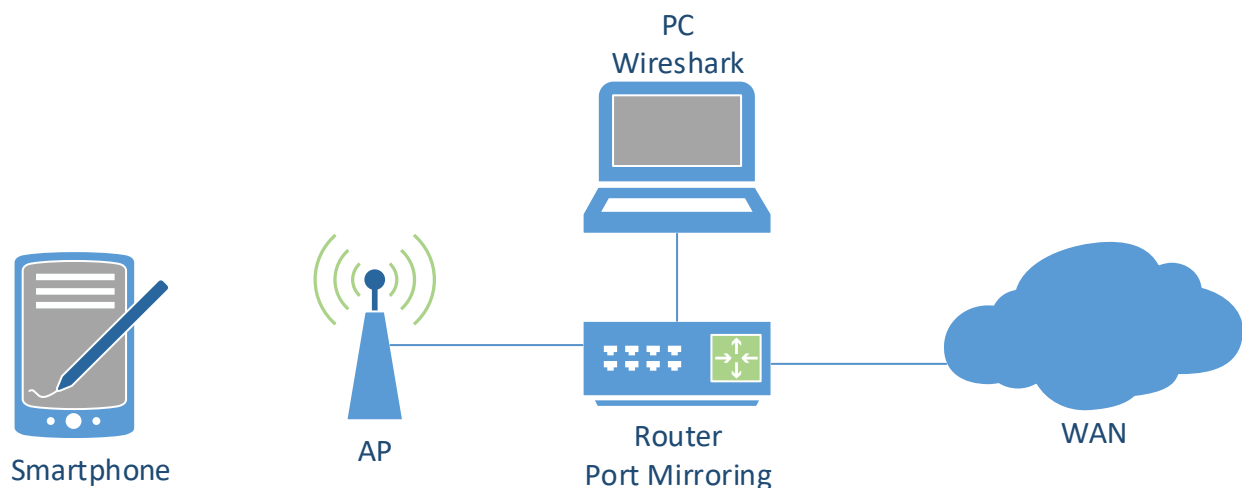 PC
Wireshark
Smartphone
AP
Router
Port Mirroring
WAN